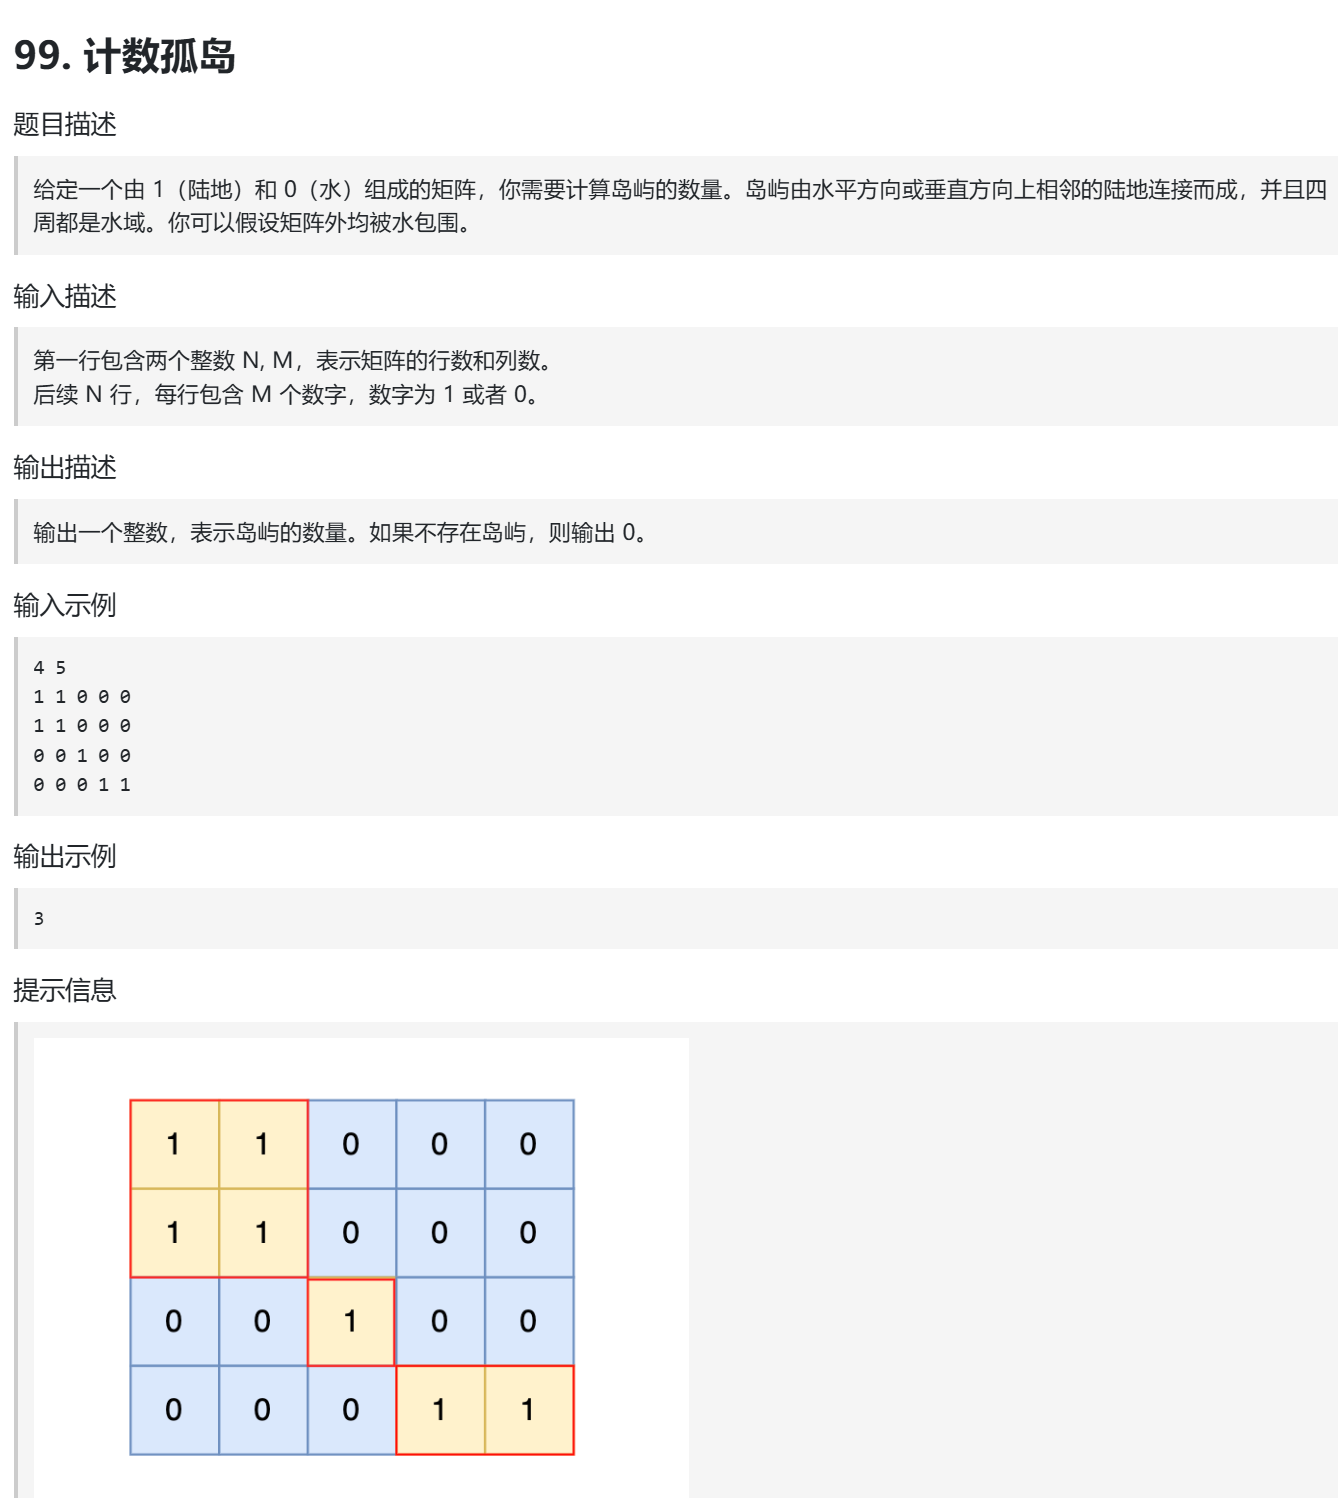 99. 计数孤岛
题目描述
给定一个由 1（陆地）和 0（水）组成的矩阵，你需要计算岛屿的数量。岛屿由水平方向或垂直方向上相邻的陆地连接而成，并且四
周都是水域。你可以假设矩阵外均被水包围。
输入描述
第一行包含两个整数 N, M，表示矩阵的行数和列数。
后续 N 行，每行包含 M 个数字，数字为 1 或者 0。
输出描述
输出一个整数，表示岛屿的数量。如果不存在岛屿，则输出 0。
输入示例
4 5
1 1 0 0 0
1 1 0 0 0
0 0 1 0 0
0 0 0 1 1
输出示例
3
提示信息
1 1 0 0 0
1 1 0 0 0
0 0 1 0 0
0 0 0 1 1